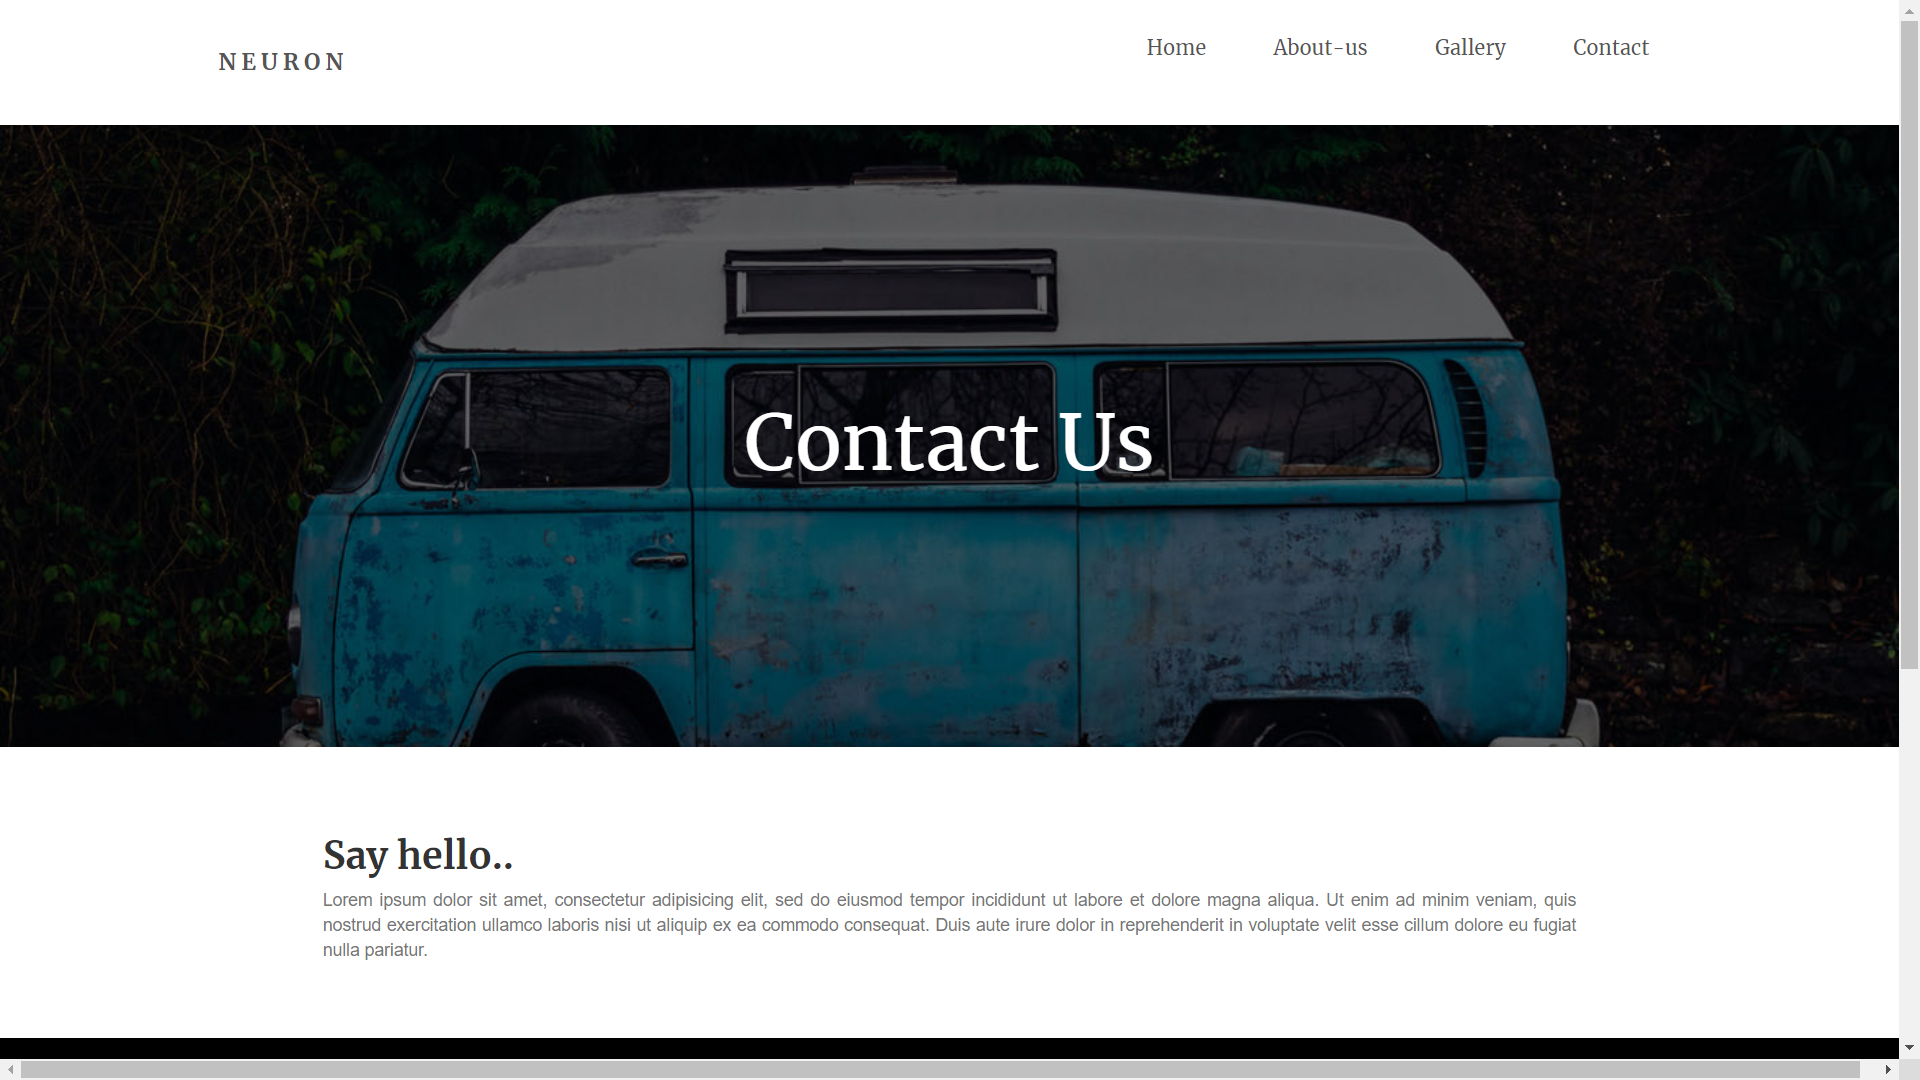 NEURON
Home
About-us
Gallery
Contact
Contact Us
Say hello..
Lorem ipsum dolor sit amet, consectetur adipisicing elit, sed do eiusmod tempor incididunt ut labore et dolore magna aliqua. Ut enim ad minim veniam, quis
nostrud exercitation ullamco laboris nisi ut aliquip ex ea commodo consequat. Duis aute irure dolor in reprehenderit in voluptate velit esse cillum dolore eu fugiat
nulla pariatur.